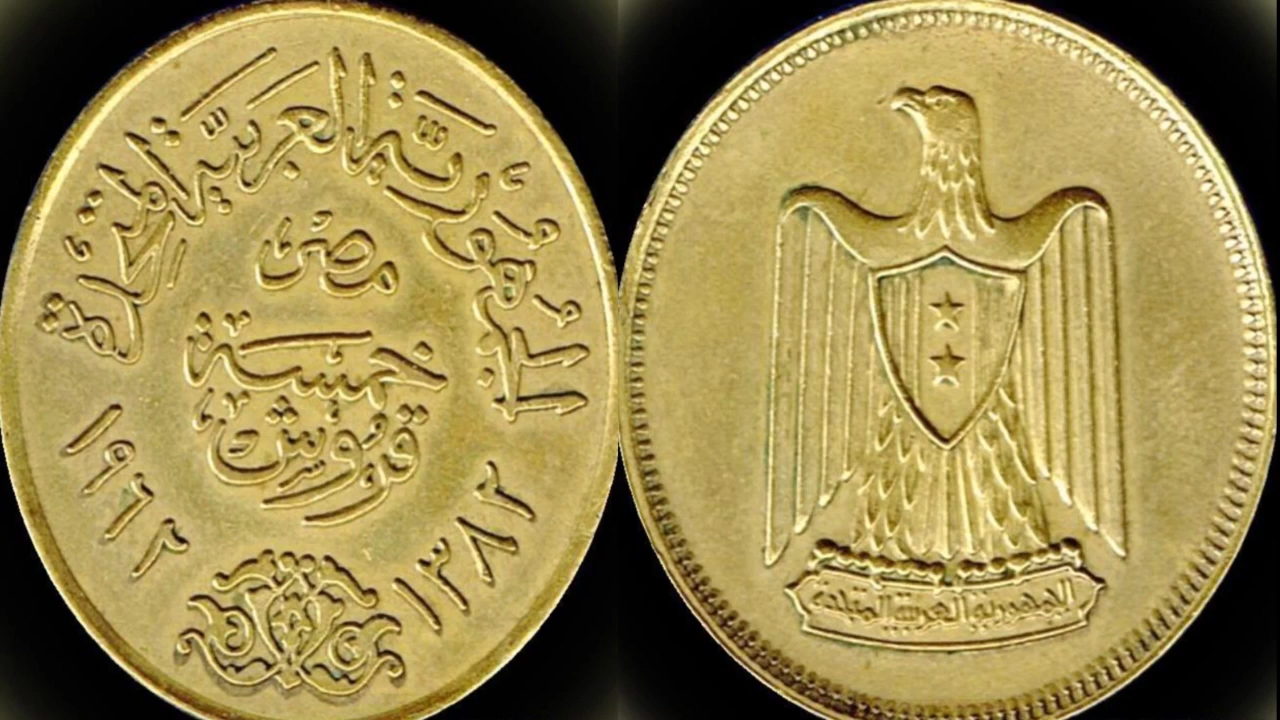 الجمهورية العربية المتحدة
مصر
خمسة
قروش
١٩٦٢
١٣٨٢
الجمهورية العربية المتحدة